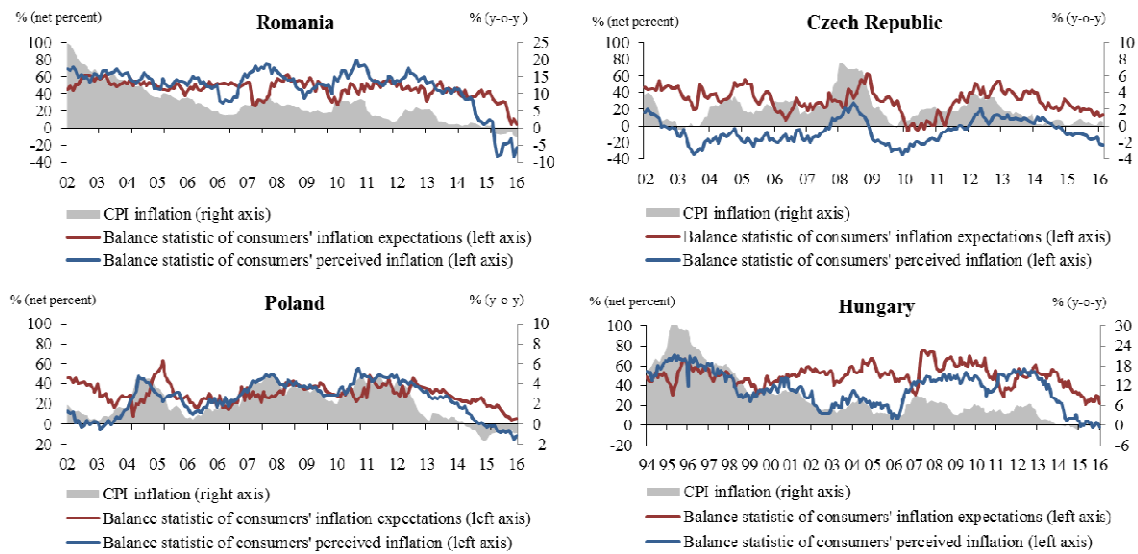 % (net percent) Romania % (y-o-y)
100 25
80 20
60 15
40 10
20 5
0 0
-20 -5
-40 -10
02 03 04 05 06 07 08 09 10 11 12 13 14 15 16
CPI inflation (right axis)
Balance statistic of consumers' inflation expectations (left axis)
Balance statistic of consumers' perceived inflation (left axis)
% (net percent) Czech Republic % (y-o-y)
100 10
80 8
60 6
40 4
20 2
0 0
-20 -2
-40 -4
02 03 04 05 06 07 08 09 10 11 12 13 14 15 16
CPI inflation (right axis)
Balance statistic of consumers' inflation expectations (left axis)
Balance statistic of consumers' perceived inflation (left axis)
% (net percent) Poland % (y-o-y)
100 10
80 8
60 6
40 4
20 2
0 0
20 2
02 03 04 05 06 07 08 09 10 11 12 13 14 15 16
CPI inflation (right axis)
Balance statistic of consumers' inflation expectations (left axis)
Balance statistic of consumers' perceived inflation (left axis)
% (net percent) Hungary % (y-o-y)
100 30
80 24
60 18
40 12
20 6
0 0
-20 -6
94 95 96 97 98 99 00 01 02 03 04 05 06 07 08 09 10 11 12 13 14 15 16
CPI inflation (right axis)
Balance statistic of consumers' inflation expectations (left axis)
Balance statistic of consumers' perceived inflation (left axis)